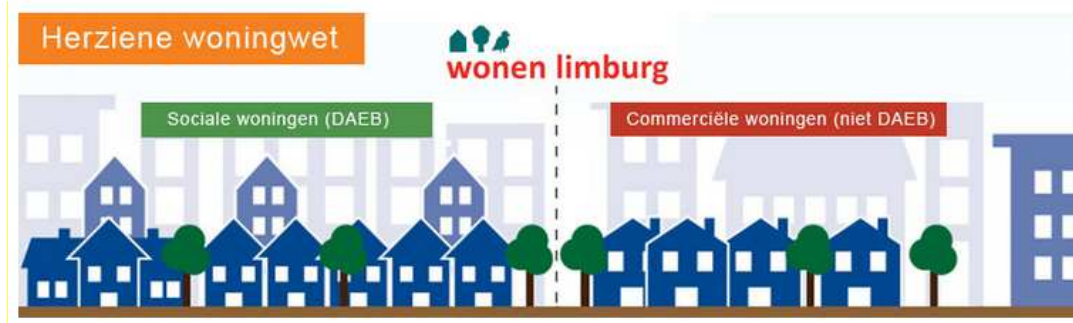 Herziene woningwet
wonen limburg
Sociale woningen (DAEB)
Commerciële woningen (niet DAEB)